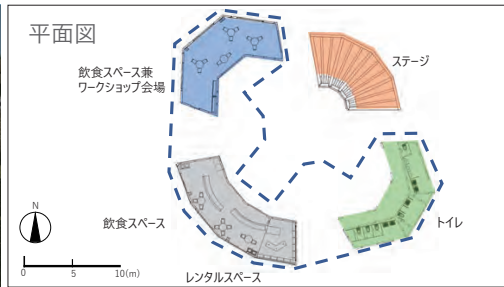 平面図
飲食スペース兼
ワークショップ会場
ステージ
飲食スペース
トイレ
レンタルスペース
N
0 5 10(m)